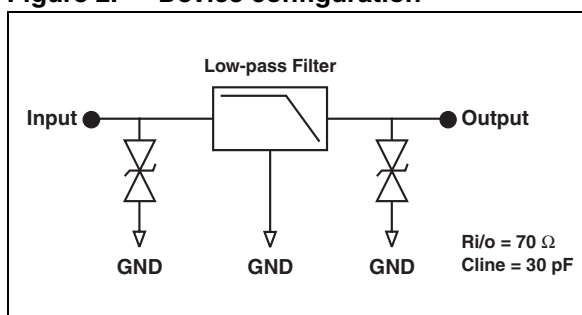 Figure 2. Device configuration
Low-pass Filter
Input
Output
GND
GND
GND
Ri/o = 70 Ω
Cline = 30 pF